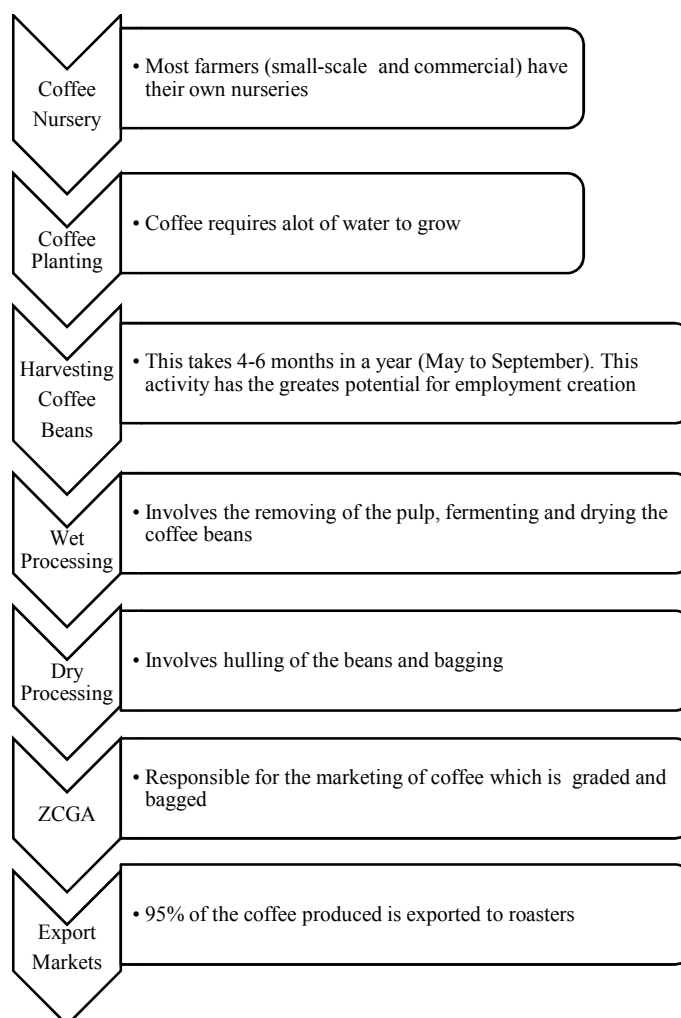 Coffee
Nursery
• Most farmers (small-scale and commercial) have
their own nurseries
Coffee
Planting
• Coffee requires alot of water to grow
Harvesting
Coffee
Beans
• This takes 4-6 months in a year (May to September). This
activity has the greates potential for employment creation
Wet
Processing
• Involves the removing of the pulp, fermenting and drying the
coffee beans
Dry
Processing
• Involves hulling of the beans and bagging
ZCGA
• Responsible for the marketing of coffee which is graded and
bagged
Export
Markets
• 95% of the coffee produced is exported to roasters